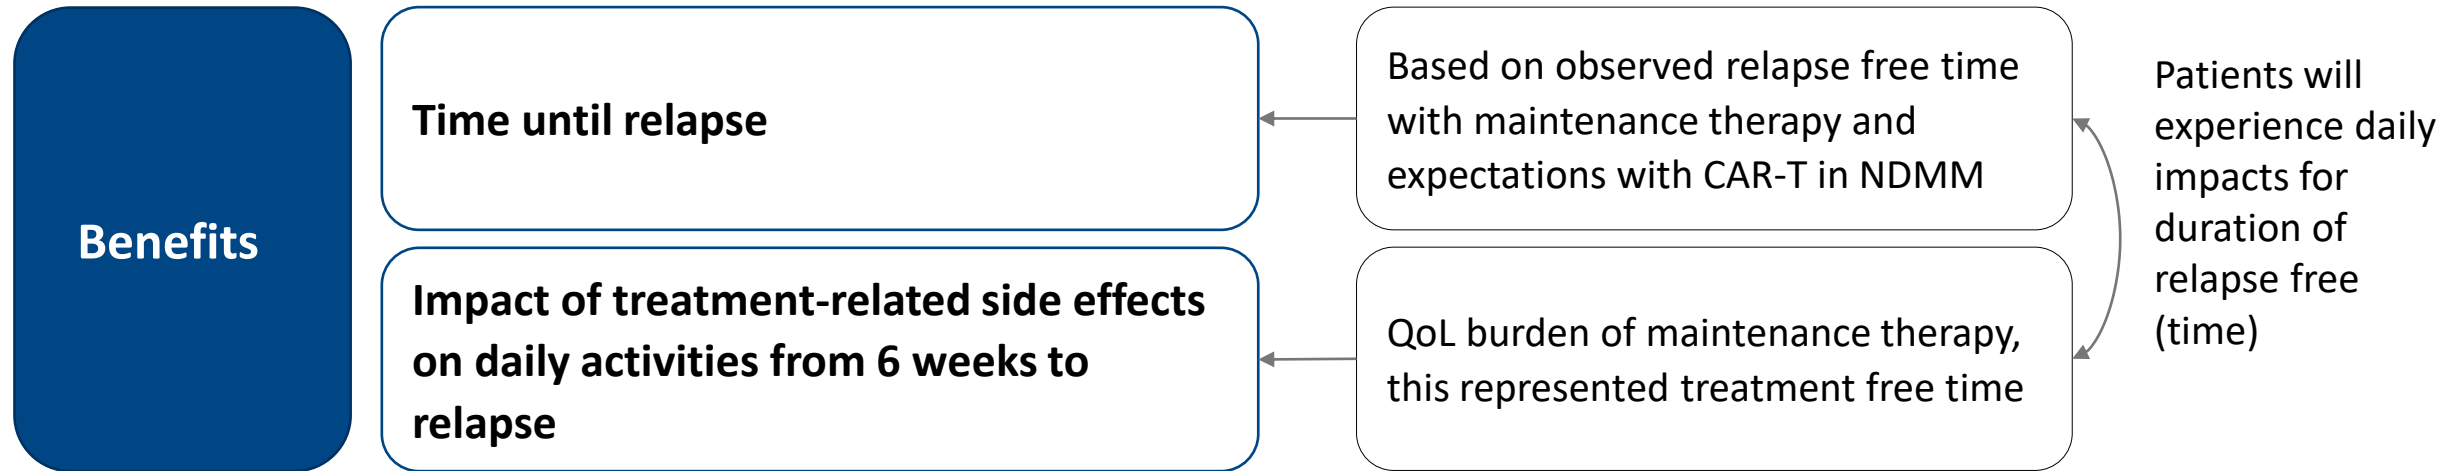 Benefits
Time until relapse
Based on observed relapse free time
with maintenance therapy and
expectations with CAR-T in NDMM
Impact of treatment-related side effects
on daily activities from 6 weeks to
relapse
QoL burden of maintenance therapy,
this represented treatment free time
Patients will
experience daily
impacts for
duration of
relapse free
(time)